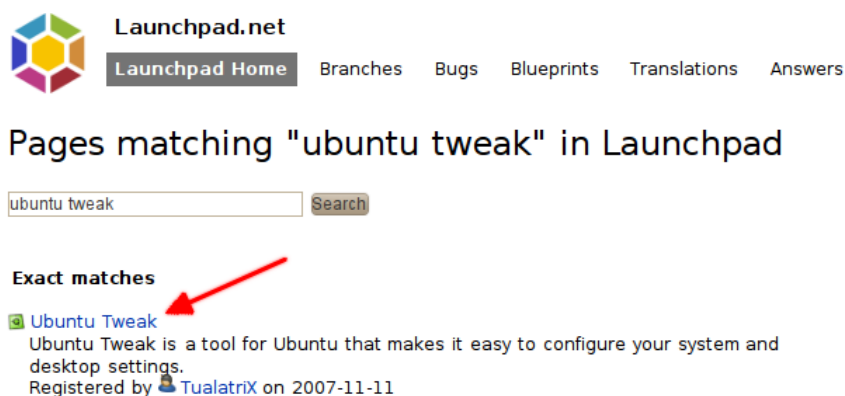 Launchpad.net
Launchpad Home Branches Bugs Blueprints Translations Answers
Pages matching "ubuntu tweak" in Launchpad
ubuntu tweak Search
Exact matches
Ubuntu Tweak
Ubuntu Tweak is a tool for Ubuntu that makes it easy to configure your system and
desktop settings.
Registered by TualatriX on 2007-11-11